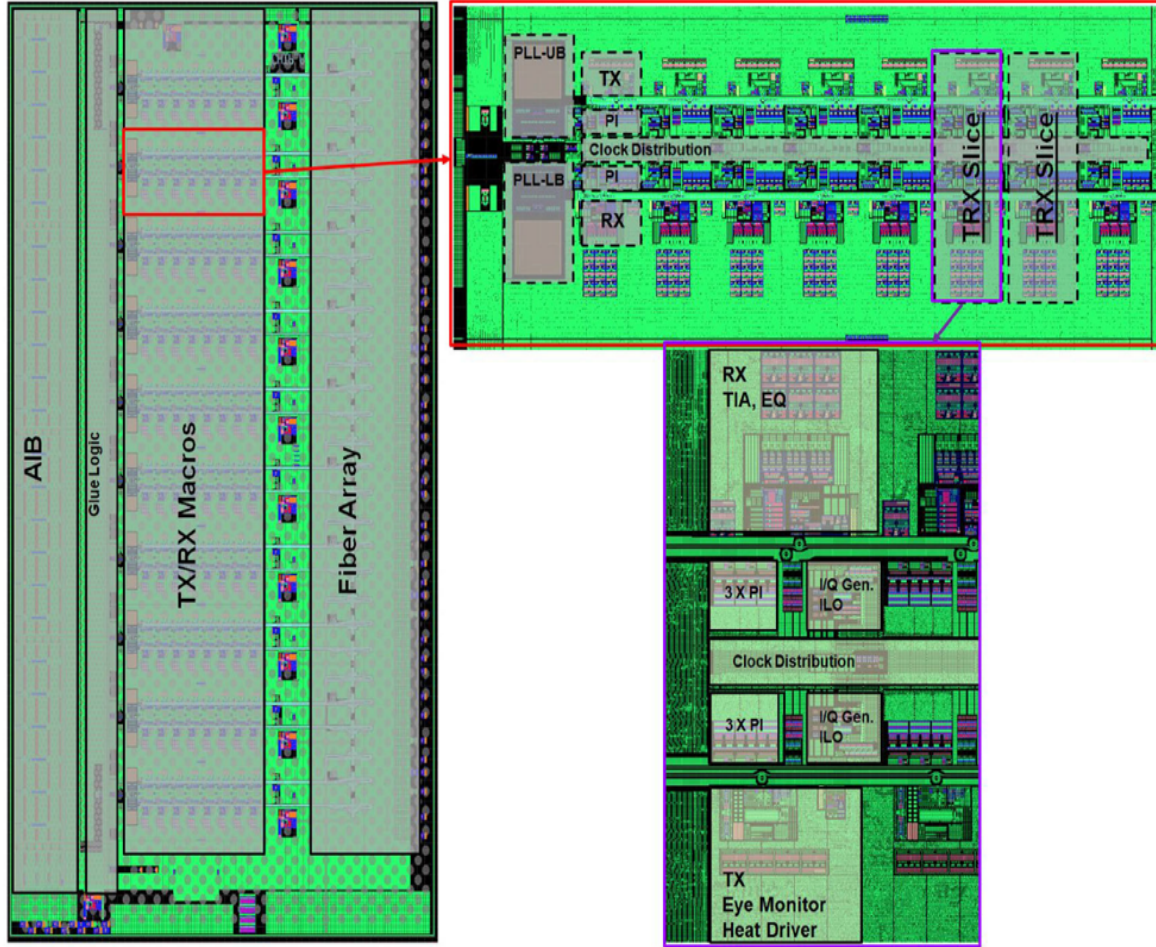 AIB
Glue Logic
TX/RX Macros
Fiber Array
PLL-UB
TX
PI
Clock Distribution
PLL-LB
PI
RX
TRX Slice
TRX Slice
RX
TIA, EQ
3 X PI
I/Q Gen.
ILO
Clock Distribution
3 X PI
I/Q Gen.
ILO
TX
Eye Monitor
Heat Driver